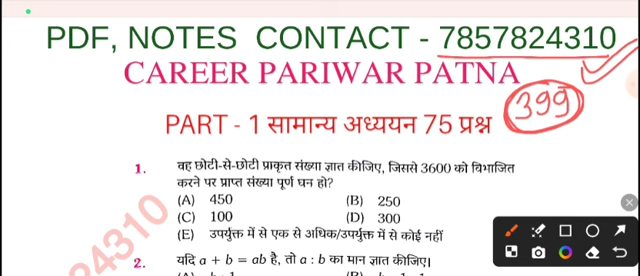 PDF, NOTES CONTACT - 7857824310
CAREER PARIWAR PATNA
399
PART - 1 सामान्य अध्ययन 75 प्रश्न
1. वह छोटी-से-छोटी प्राकृत संख्या ज्ञात कीजिए, जिससे 3600 को विभाजित
करने पर प्राप्त संख्या पूर्ण घन हो?
(A) 450 (B) 250
(C) 100 (D) 300
(E) उपर्युक्त में से एक से अधिक/उपर्युक्त में से कोई नहीं
24310
2. यदि a + b = ab है, तो a : b का मान ज्ञात कीजिए।